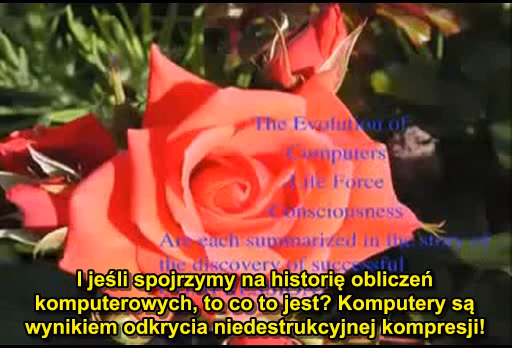 The Evolution of
Computers
Life Force
Consciousness
Are each summarized in the story of
the discovery of successful
I jeśli spojrzymy na historię obliczeń
komputerowych, to co to jest? Komputery są
wynikiem odkrycia niedestrukcyjnej kompresji!